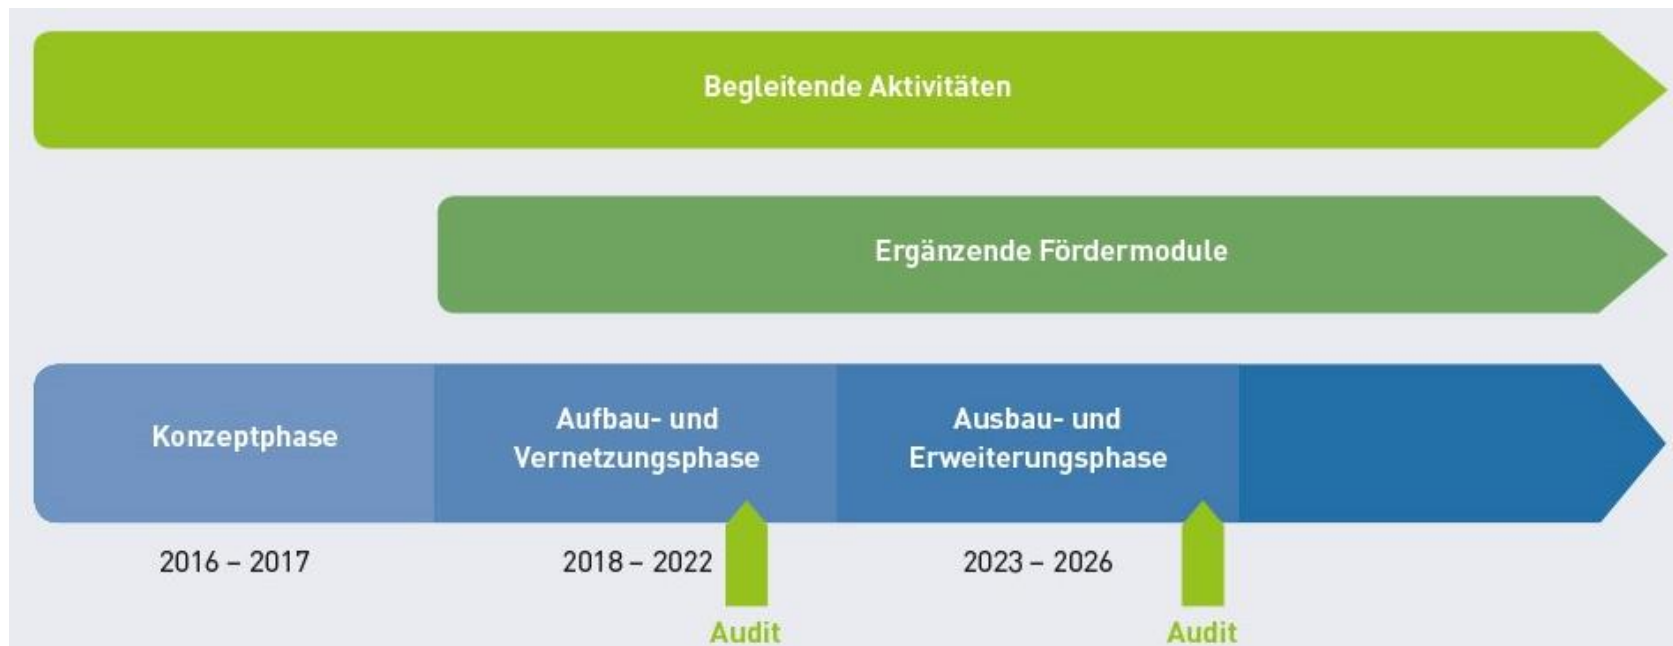 Begleitende Aktivitäten
Ergänzende Fördermodule
Konzeptphase
Aufbau- und
Vernetzungsphase
Ausbau- und
Erweiterungsphase
2016 – 2017
2018 – 2022
2023 – 2026
Audit
Audit